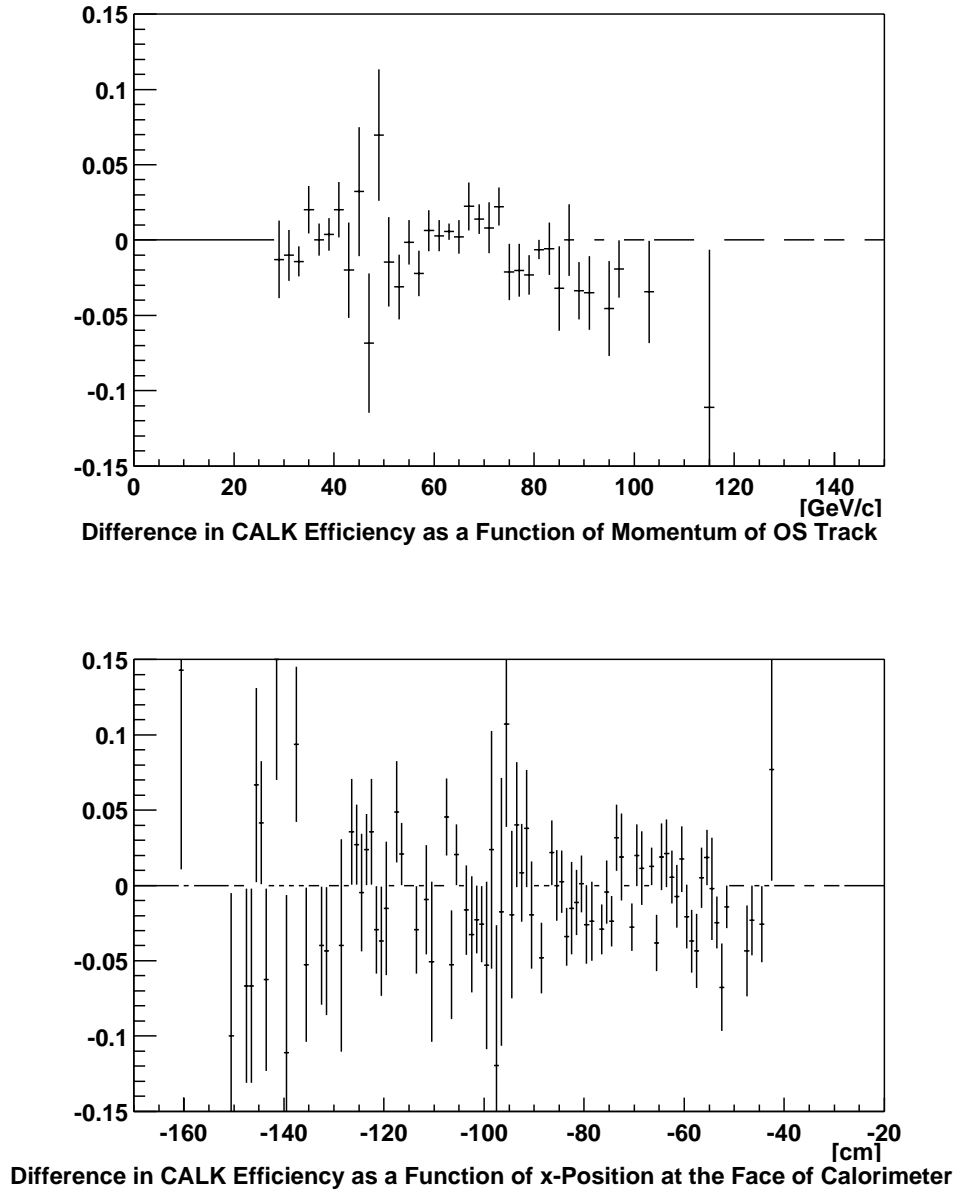 0.15
0.1
0.05
0
-0.05
-0.1
-0.15
0 20 40 60 80 100 120 140
[GeV/c]
Difference in CALK Efficiency as a Function of Momentum of OS Track
0.15
0.1
0.05
0
-0.05
-0.1
-0.15
-160 -140 -120 -100 -80 -60 -40 -20
[cm]
Difference in CALK Efficiency as a Function of x-Position at the Face of Calorimeter